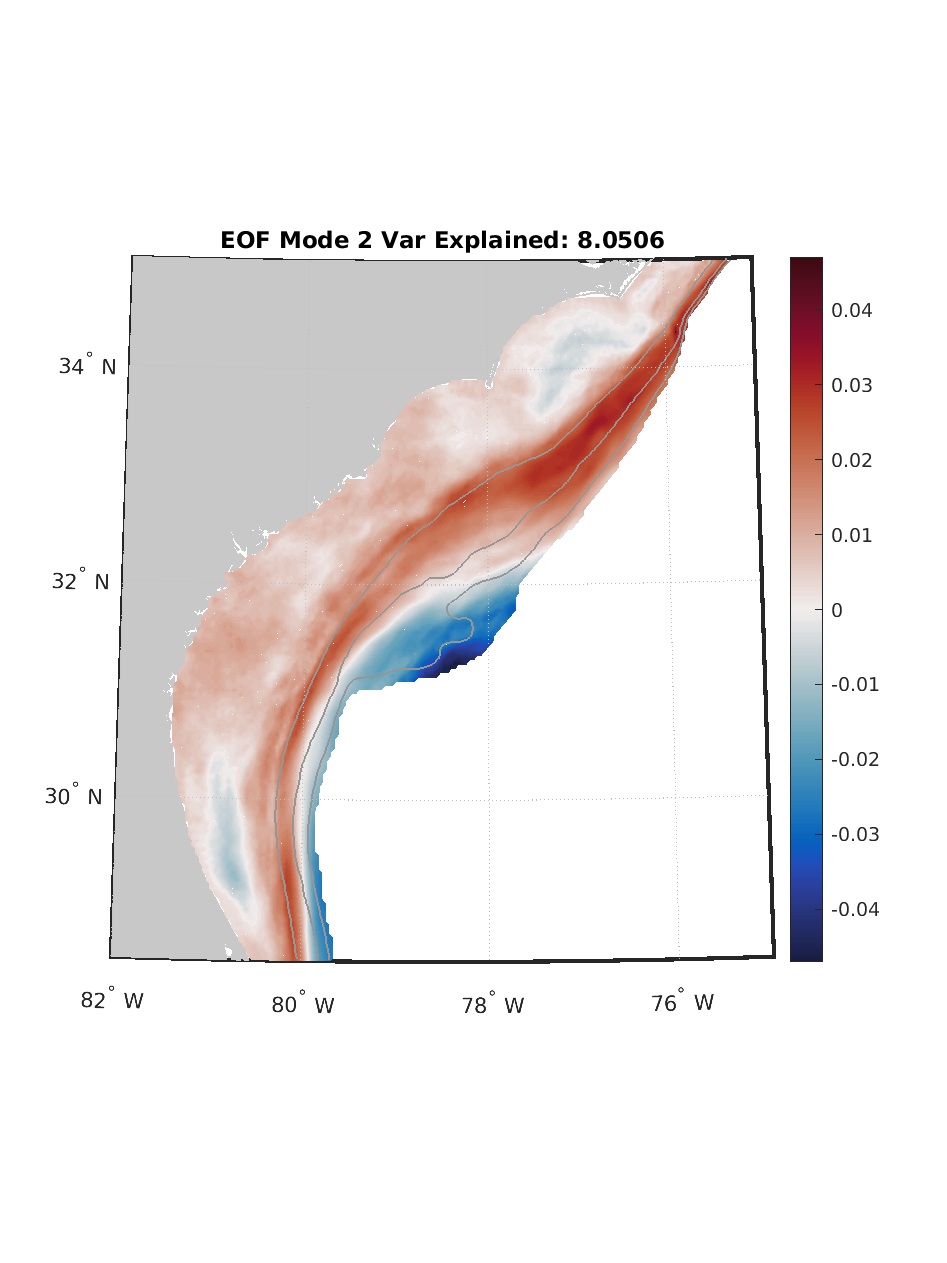 EOF Mode 2 Var Explained: 8.0506
34° N
32° N
30° N
82° W
80° W
78° W
76° W
0.04
0.03
0.02
0.01
0
-0.01
-0.02
-0.03
-0.04